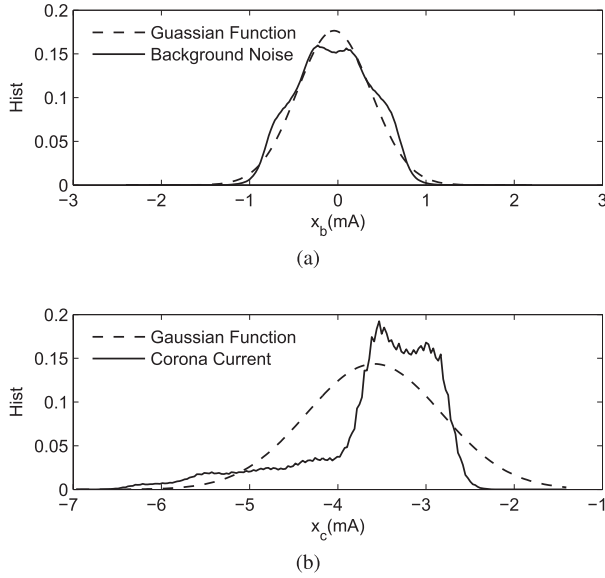 0.2
Guassian Function
Background Noise
0.15
0.1
0.05
0
Hist
−3 −2 −1 0 1 2 3
x_b(mA)
(a)
0.2
Gaussian Function
Corona Current
0.15
0.1
0.05
0
Hist
−7 −6 −5 −4 −3 −2 −1
x_c(mA)
(b)